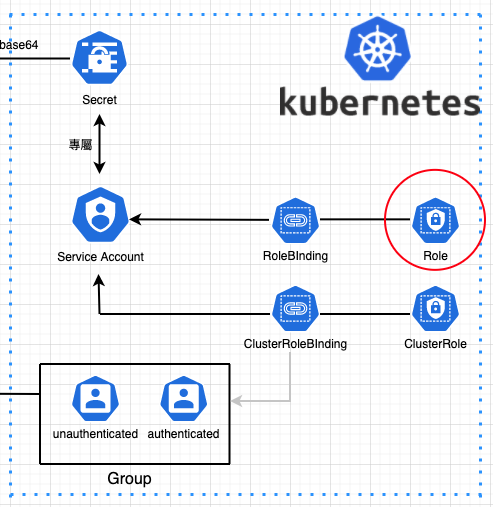 base64
Secret
kubernetes
專屬
Service Account
RoleBInding
Role
ClusterRoleBInding
ClusterRole
unauthenticated
authenticated
Group